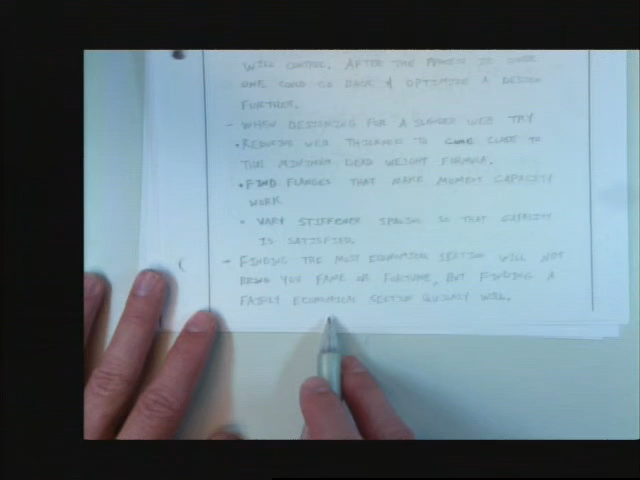 WILL CONTROL. AFTER THE PROCESS IS DONE
ONE COULD GO BACK & OPTIMIZE A DESIGN
FURTHER.
- WHEN DESIGNING FOR A SLENDER WEB TRY
• REDUCING WEB THICKNESS TO COME CLOSE TO
THE MINIMUM DEAD WEIGHT FORMULA.
• FIND FLANGES THAT MAKE MOMENT CAPACITY
WORK
• VARY STIFFENER SPACING SO THAT CAPACITY
IS SATISFIED
- FINDING THE MOST ECONOMICAL SECTION WILL NOT
BRING YOU FAME OR FORTUNE, BUT FINDING A
FAIRLY ECONOMICAL SECTION QUICKLY WILL.